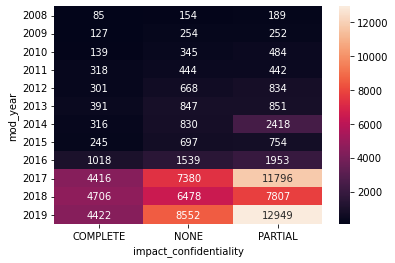 2008 85 154 189
2009 127 254 252
2010 139 345 484
2011 318 444 442
2012 301 668 834
2013 391 847 851
2014 316 830 2418
2015 245 697 754
2016 1018 1539 1953
2017 4416 7380 11796
2018 4706 6478 7807
2019 4422 8552 12949
COMPLETE NONE PARTIAL
impact_confidentiality
mod_year
12000
10000
8000
6000
4000
2000